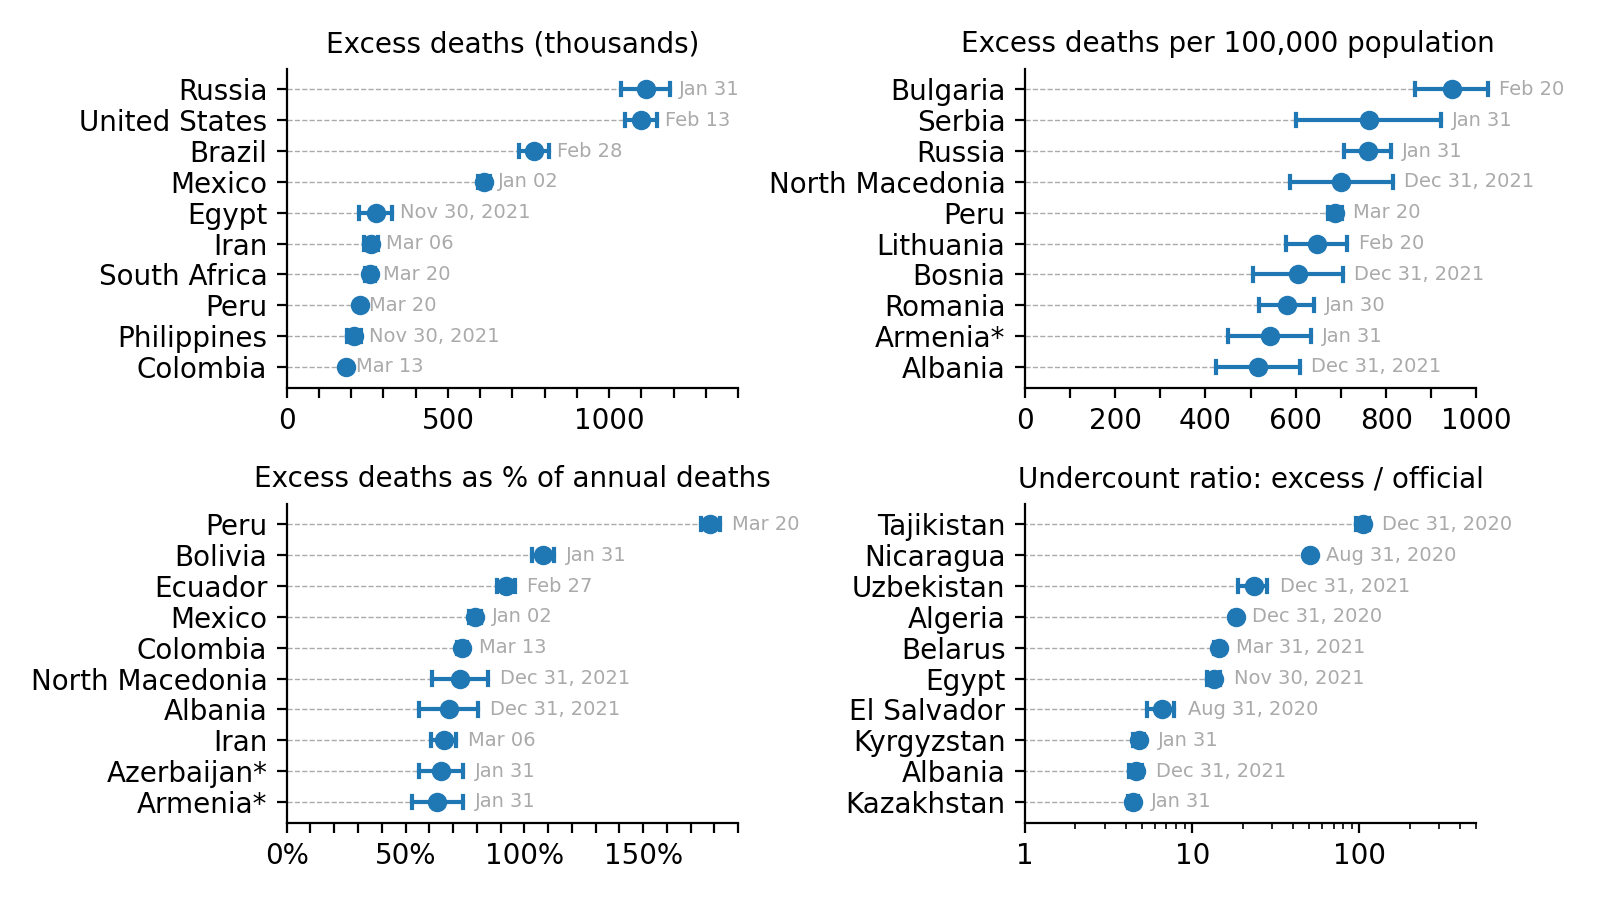 Excess deaths (thousands)
Russia Jan 31
United States Feb 13
Brazil Feb 28
Mexico Jan 02
Egypt Nov 30, 2021
Iran Mar 06
South Africa Mar 20
Peru Mar 20
Philippines Nov 30, 2021
Colombia Mar 13
0 500 1000
Excess deaths per 100,000 population
Bulgaria Feb 20
Serbia Jan 31
Russia Jan 31
North Macedonia Dec 31, 2021
Peru Mar 20
Lithuania Feb 20
Bosnia Dec 31, 2021
Romania Jan 30
Armenia* Jan 31
Albania Dec 31, 2021
0 200 400 600 800 1000
Excess deaths as % of annual deaths
Peru Mar 20
Bolivia Jan 31
Ecuador Feb 27
Mexico Jan 02
Colombia Mar 13
North Macedonia Dec 31, 2021
Albania Dec 31, 2021
Iran Mar 06
Azerbaijan* Jan 31
Armenia* Jan 31
0% 50% 100% 150%
Undercount ratio: excess / official
Tajikistan Dec 31, 2020
Nicaragua Aug 31, 2020
Uzbekistan Dec 31, 2021
Algeria Dec 31, 2020
Belarus Mar 31, 2021
Egypt Nov 30, 2021
El Salvador Aug 31, 2020
Kyrgyzstan Jan 31
Albania Dec 31, 2021
Kazakhstan Jan 31
1 10 100